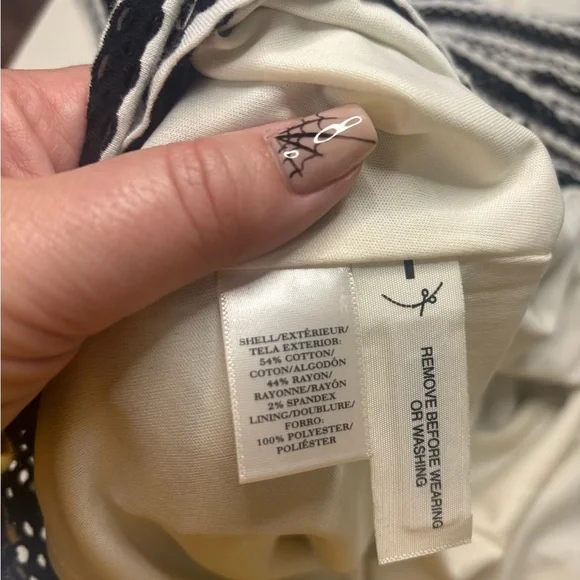 SHELL/EXTÉRIEUR/
TELA EXTERIOR:
54% COTTON/
COTON/ALGODÓN
44% RAYON/
RAYONNE/RAYÓN
2% SPANDEX
LINING/DOUBLURE/
FORRO:
100% POLYESTER/
POLIÉSTER
REMOVE BEFORE WEARING
OR WASHING